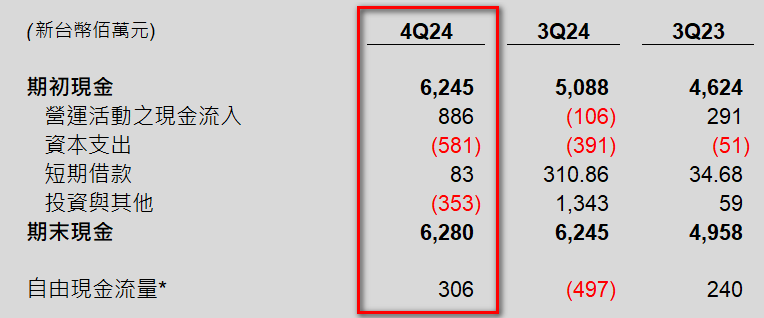 (新台幣佰萬元) 4Q24 3Q24 3Q23
期初現金 6,245 5,088 4,624
營運活動之現金流入 886 (106) 291
資本支出 (581) (391) (51)
短期借款 83 310.86 34.68
投資與其他 (353) 1,343 59
期末現金 6,280 6,245 4,958
自由現金流量* 306 (497) 240